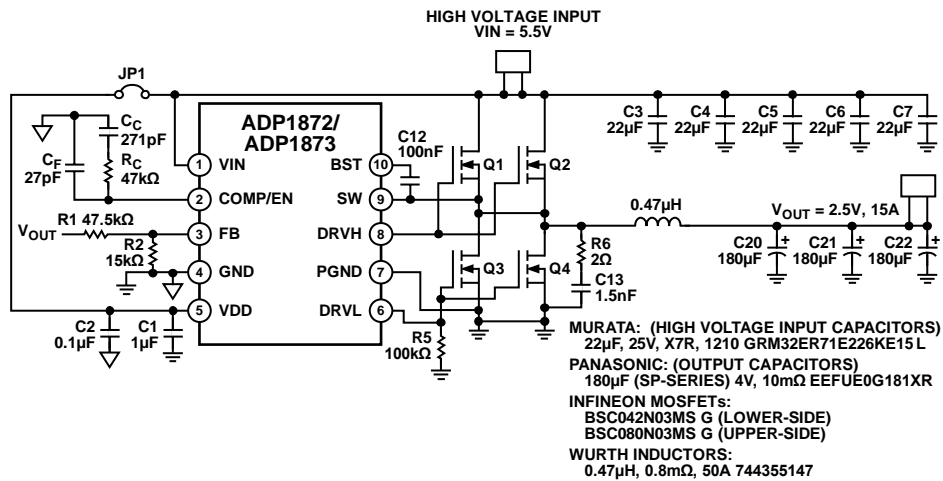 HIGH VOLTAGE INPUT
VIN = 5.5V
JP1
CC
271pF
CF
27pF
RC
47kΩ
R1 47.5kΩ
VOUT
R2
15kΩ
C2
0.1µF
C1
1µF
ADP1872/
ADP1873
1
VIN
2
COMP/EN
3
FB
4
GND
5
VDD
BST
10
SW
9
DRVH
8
PGND
7
DRVL
6
C12
100nF
Q1
Q2
Q3
Q4
R5
100kΩ
R6
2Ω
C13
1.5nF
0.47µH
C3
22µF
C4
22µF
C5
22µF
C6
22µF
C7
22µF
VOUT = 2.5V, 15A
C20
180µF
+
C21
180µF
+
C22
180µF
+
MURATA: (HIGH VOLTAGE INPUT CAPACITORS)
22µF, 25V, X7R, 1210 GRM32ER71E226KE15L
PANASONIC: (OUTPUT CAPACITORS)
180µF (SP-SERIES) 4V, 10mΩ EEFUE0G181XR
INFINEON MOSFETs:
BSC042N03MS G (LOWER-SIDE)
BSC080N03MS G (UPPER-SIDE)
WURTH INDUCTORS:
0.47µH, 0.8mΩ, 50A 744355147